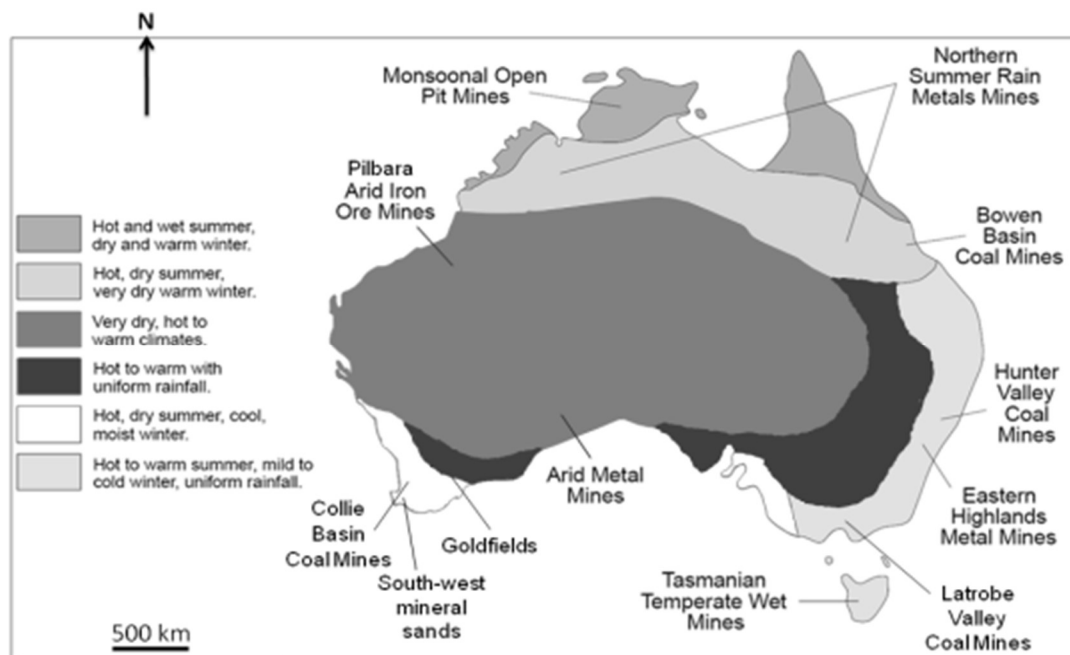 N
Monsoonal Open
Pit Mines
Northern
Summer Rain
Metals Mines
Pilbara
Arid Iron
Ore Mines
Bowen
Basin
Coal Mines
Hot and wet summer,
dry and warm winter.
Hot, dry summer,
very dry warm winter.
Very dry, hot to
warm climates.
Hot to warm with
uniform rainfall.
Hot, dry summer, cool,
moist winter.
Hot to warm summer, mild to
cold winter, uniform rainfall.
Hunter
Valley
Coal
Mines
Arid Metal
Mines
Eastern
Highlands
Metal Mines
Collie
Basin
Coal Mines
Goldfields
South-west
mineral
sands
Tasmanian
Temperate Wet
Mines
Latrobe
Valley
Coal Mines
500 km